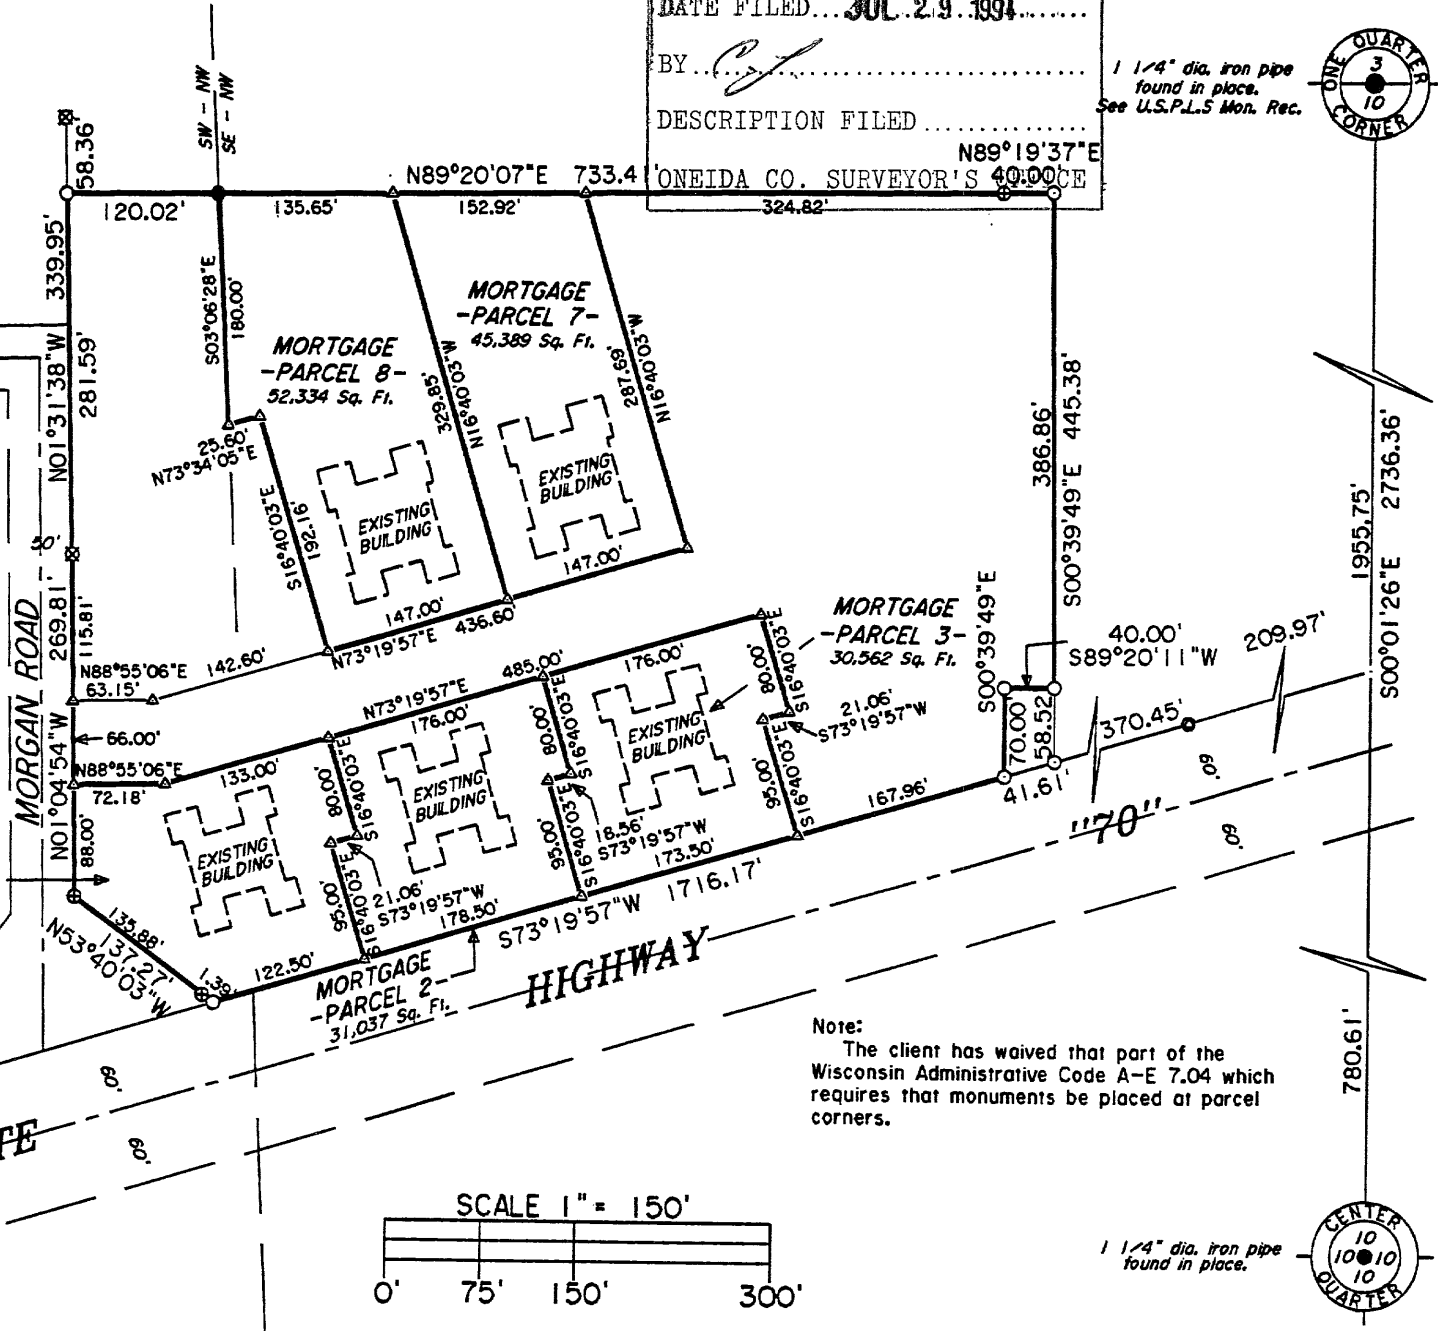 DATE FILED... JUL 29 1994......
BY
DESCRIPTION FILED ...............
ONEIDA CO. SURVEYOR'S OFFICE
1 1/4" dia. iron pipe
found in place.
See U.S.P.L.S Mon. Rec.
ONE QUARTER
3
10
CORNER
SW - NW
SE - NW
58.36'
N89°20'07"E 733.41'
N89°19'37"E
40.00'
120.02'
135.65'
152.92'
324.82'
339.95'
N01°31'38"W
281.59'
S03°06'28"E
180.00'
MORTGAGE
-PARCEL 7-
45,389 Sq. Ft.
MORTGAGE
-PARCEL 8-
52,334 Sq. Ft.
329.85'
N16°40'03"W
287.69'
N16°40'03"W
25.60'
N73°34'05"E
S16°40'03"E
192.16'
EXISTING
BUILDING
EXISTING
BUILDING
386.86'
S00°39'49"E 445.38'
1955.75'
S00°01'26"E 2736.36'
50'
MORGAN ROAD
269.81'
N01°04'54"W
115.81'
147.00'
147.00'
N73°19'57"E 436.60'
142.60'
N88°55'06"E
63.15'
66.00'
N88°55'06"E
72.18'
88.00'
133.00'
N73°19'57"E 485.00'
176.00'
176.00'
MORTGAGE
-PARCEL 3-
30,562 Sq. Ft.
S00°39'49"E
40.00'
S89°20'11"W
209.97'
70.00'
58.52'
370.45'
41.61'
80.00'
S16°40'03"E
80.00'
S16°40'03"E
80.00'
S16°40'03"E
21.06'
S73°19'57"W
EXISTING
BUILDING
EXISTING
BUILDING
EXISTING
BUILDING
95.00'
S16°40'03"E
95.00'
S16°40'03"E
95.00'
S16°40'03"E
18.56'
S73°19'57"W
21.06'
S73°19'57"W
167.96'
173.50'
178.50'
122.50'
S73°19'57"W 1716.17'
135.88'
137.27'
N53°40'03"W
1.39'
MORTGAGE
-PARCEL 2-
31,037 Sq. Ft.
HIGHWAY
"70"
60'
60'
60'
60'
TE
Note:
The client has waived that part of the
Wisconsin Administrative Code A-E 7.04 which
requires that monuments be placed at parcel
corners.
780.61'
SCALE 1" = 150'
0' 75' 150' 300'
1 1/4" dia. iron pipe
found in place.
CENTER
10
10 10
10
QUARTER